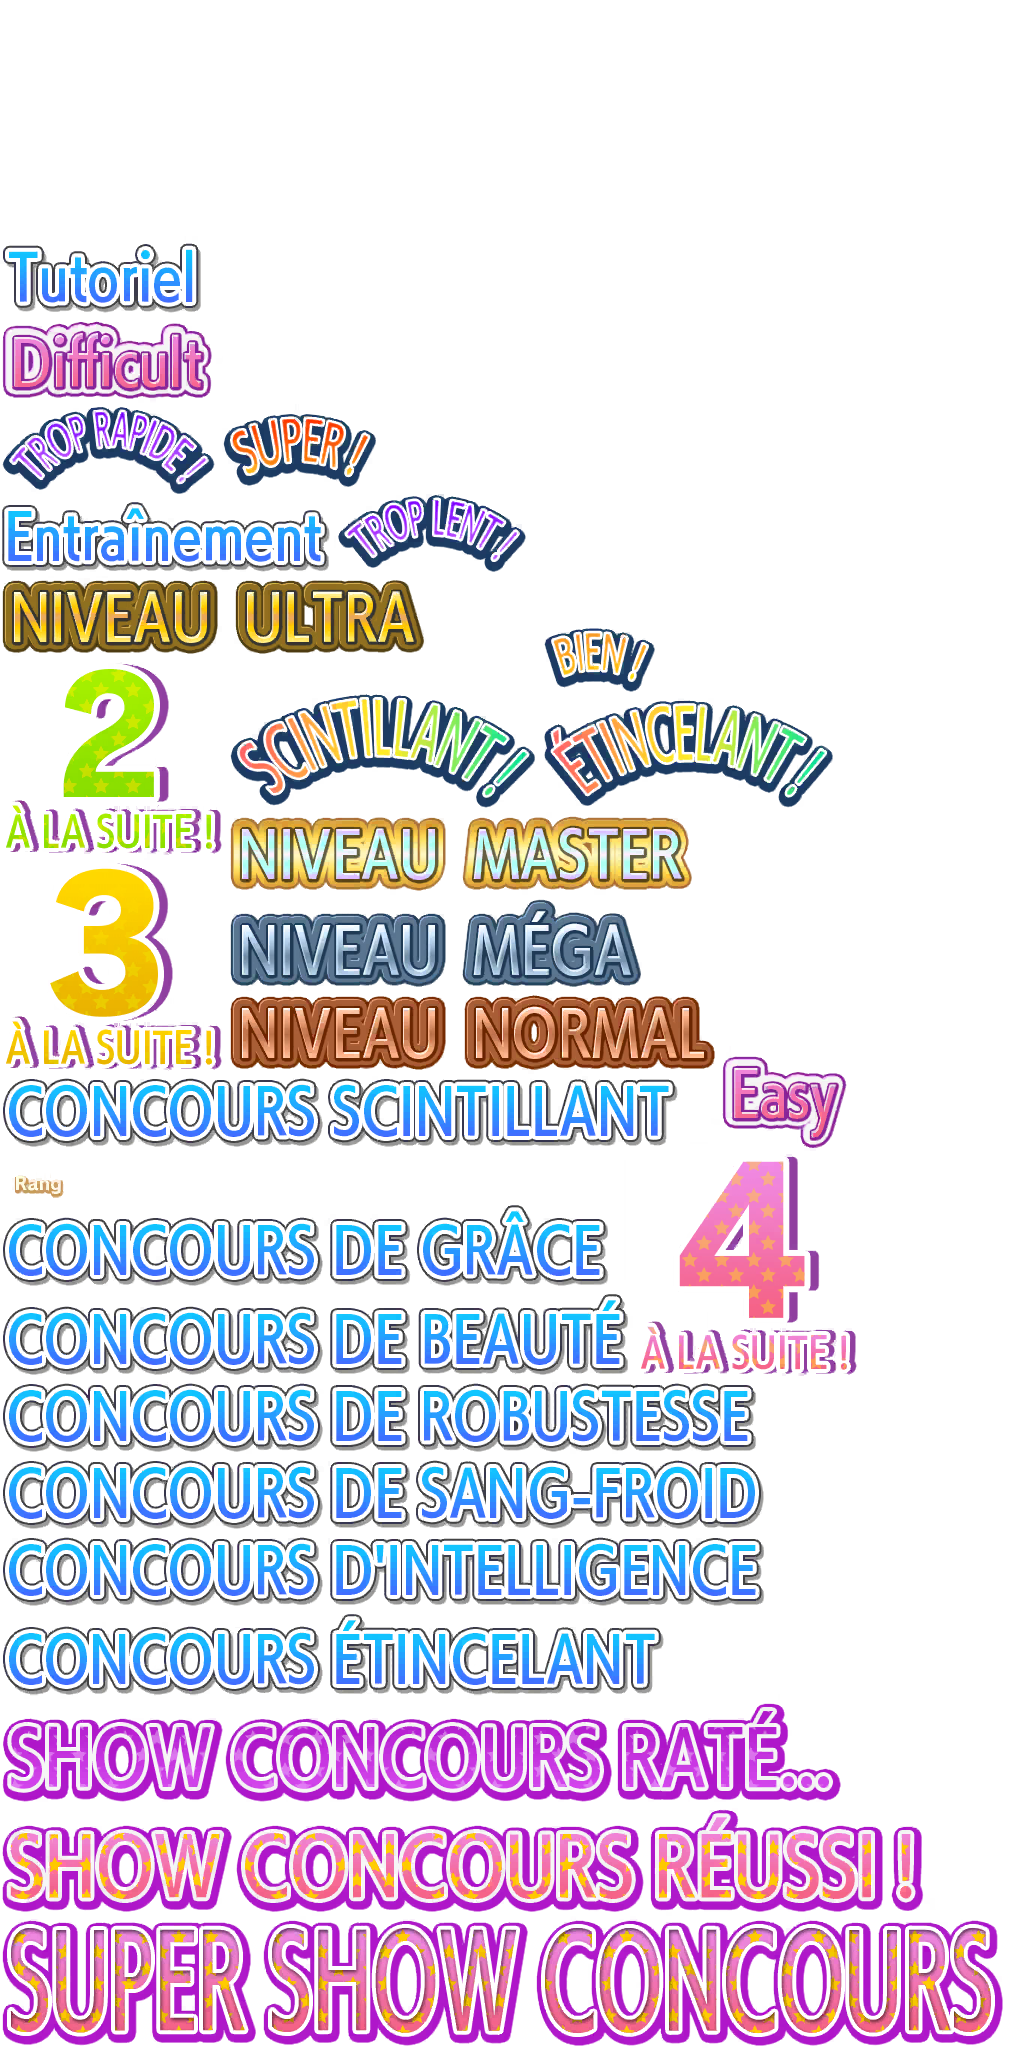 Tutoriel
Difficult
TROP RAPIDE !
SUPER !
Entraînement
TROP LENT !
NIVEAU ULTRA
BIEN !
2
À LA SUITE !
SCINTILLANT !
ÉTINCELANT !
NIVEAU MASTER
3
À LA SUITE !
NIVEAU MÉGA
NIVEAU NORMAL
Easy
CONCOURS SCINTILLANT
Rang
4
À LA SUITE !
CONCOURS DE GRÂCE
CONCOURS DE BEAUTÉ
CONCOURS DE ROBUSTESSE
CONCOURS DE SANG-FROID
CONCOURS D'INTELLIGENCE
CONCOURS ÉTINCELANT
SHOW CONCOURS RATÉ...
SHOW CONCOURS RÉUSSI !
SUPER SHOW CONCOURS